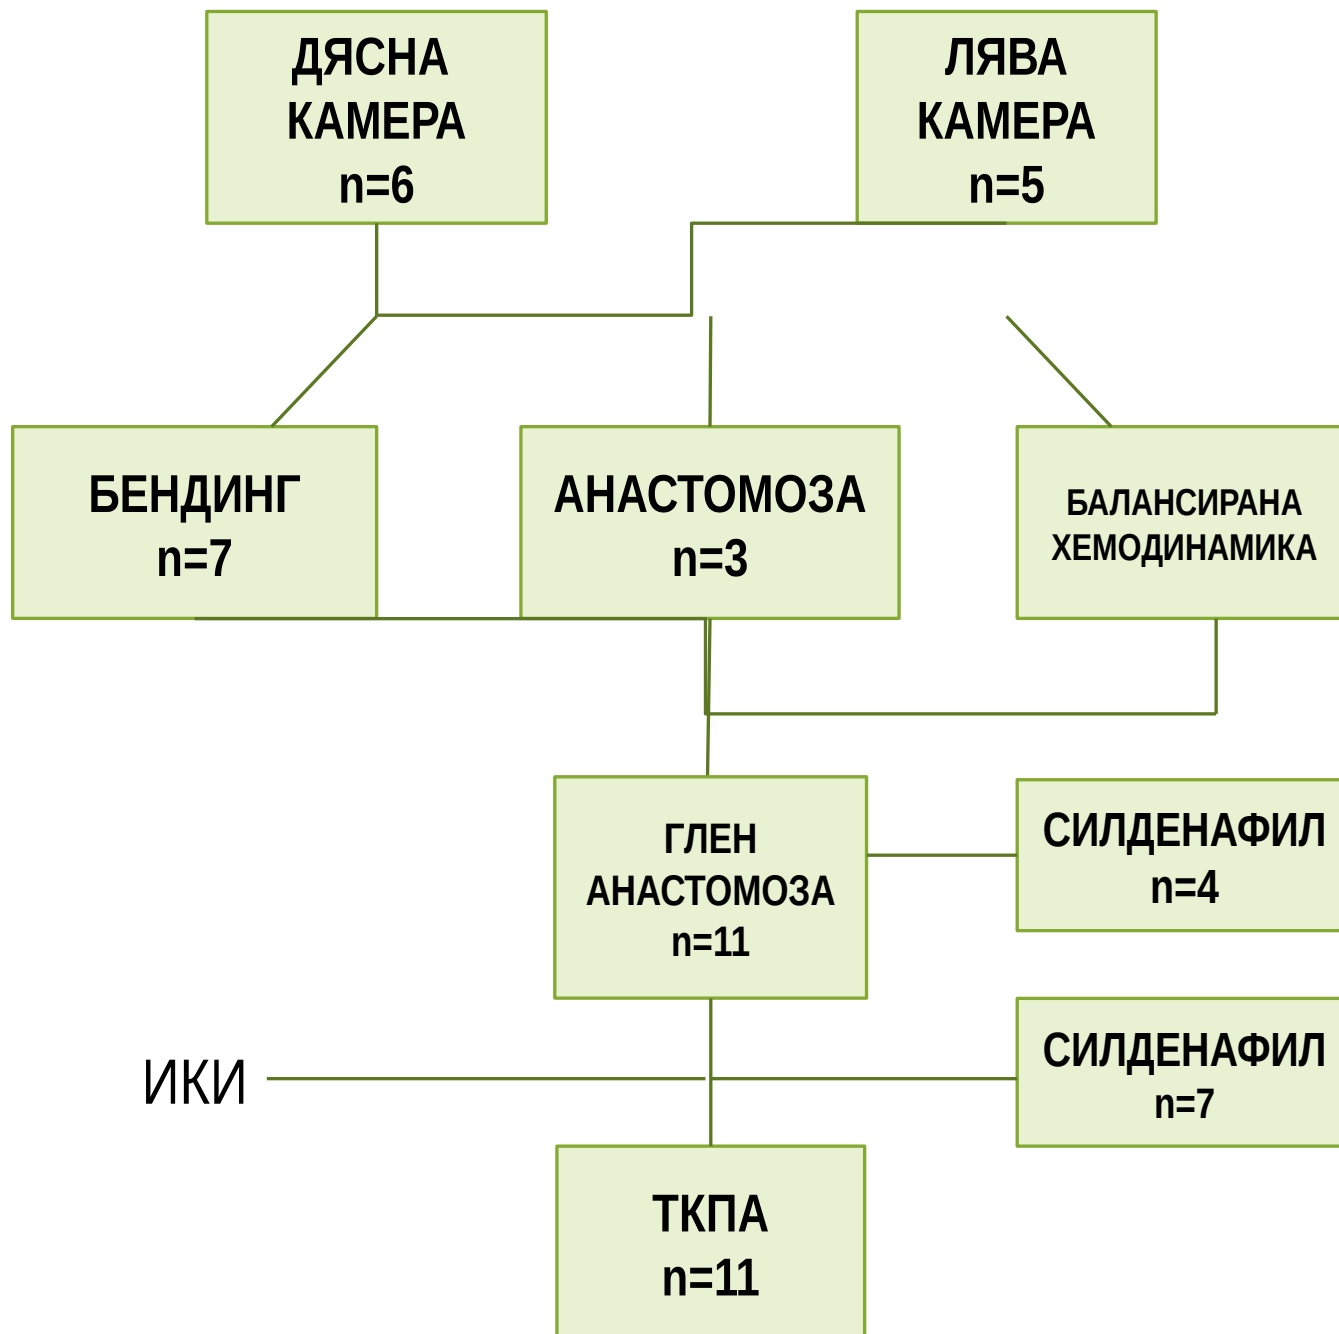 ДЯСНА
КАМЕРА
n=6
ЛЯВА
КАМЕРА
n=5
БЕНДИНГ
n=7
АНАСТОМОЗА
n=3
БАЛАНСИРАНА
ХЕМОДИНАМИКА
ГЛЕН
АНАСТОМОЗА
n=11
СИЛДЕНАФИЛ
n=4
ИКИ
СИЛДЕНАФИЛ
n=7
ТКПА
n=11